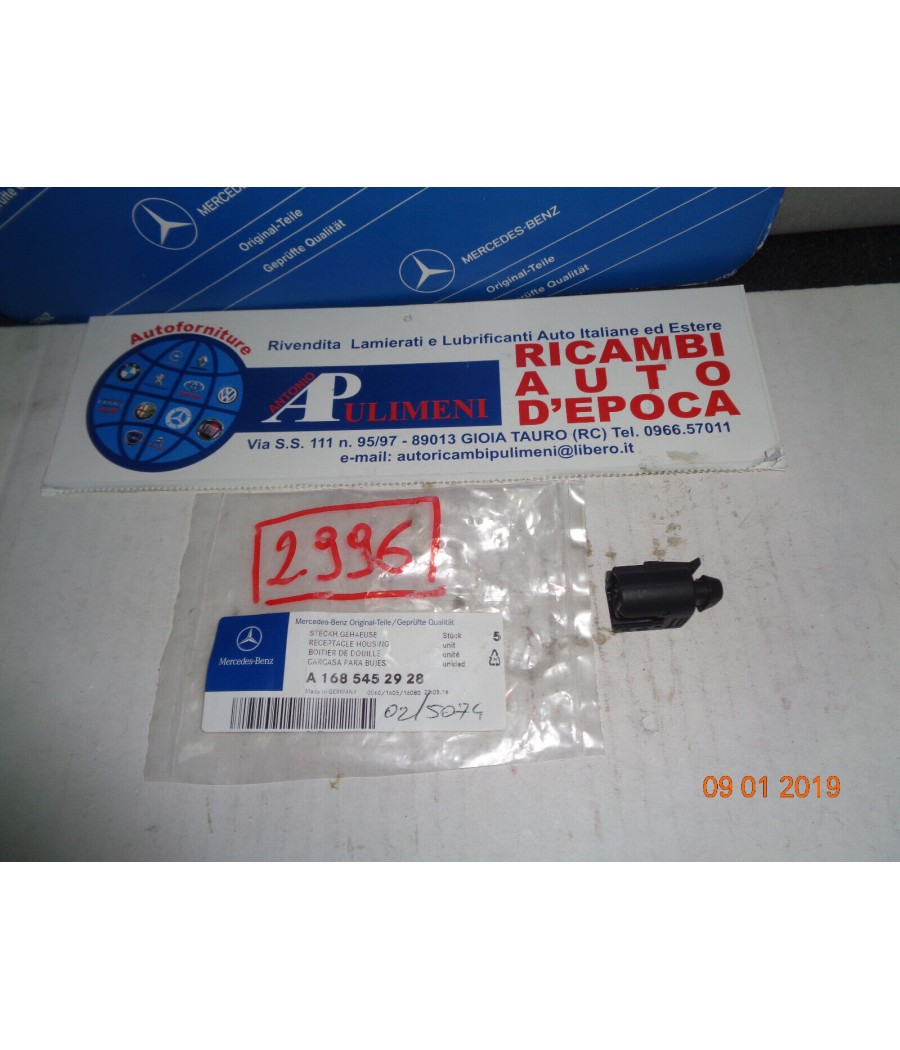 MERCEDES-BENZ
Original-Teile
Geprüfte Qualität
MERCEDES-BENZ
Original-Teile
Geprüfte Qualität
Autoforniture
Rivendita Lamierati e Lubrificanti Auto Italiane ed Estere
ANTONIO
AP
PULIMENI
RICAMBI
AUTO
D'EPOCA
Via S.S. 111 n. 95/97 - 89013 GIOIA TAURO (RC) Tel. 0966.57011
e-mail: autoricambipulimeni@libero.it
2996
Mercedes-Benz Original-Teile/Geprüfte Qualität
Mercedes-Benz
STECKH.GEHAEUSE Stück 5
RECEPTACLE HOUSING unit
BOITIER DE DOUILLE unité
CARCASA PARA BUJES unidad
A 168 545 29 28
Made in GERMANY
02/5074
09 01 2019